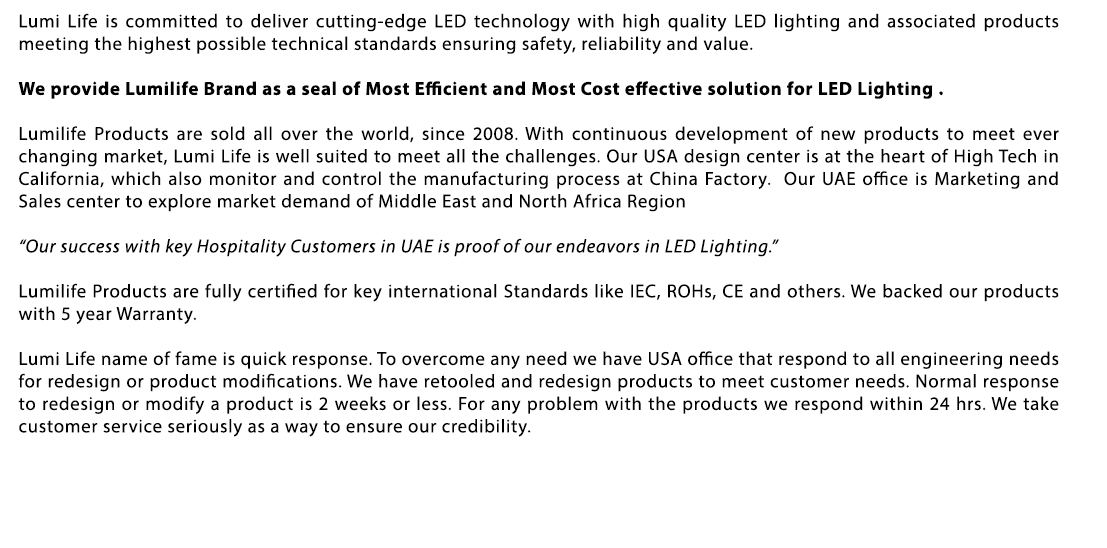 Lumi Life is committed to deliver cutting-edge LED technology with high quality LED lighting and associated products
meeting the highest possible technical standards ensuring safety, reliability and value.
We provide Lumilife Brand as a seal of Most Efficient and Most Cost effective solution for LED Lighting .
Lumilife Products are sold all over the world, since 2008. With continuous development of new products to meet ever
changing market, Lumi Life is well suited to meet all the challenges. Our USA design center is at the heart of High Tech in
California, which also monitor and control the manufacturing process at China Factory.  Our UAE office is Marketing and
Sales center to explore market demand of Middle East and North Africa Region
“Our success with key Hospitality Customers in UAE is proof of our endeavors in LED Lighting.”
Lumilife Products are fully certified for key international Standards like IEC, ROHs, CE and others. We backed our products
with 5 year Warranty.
Lumi Life name of fame is quick response. To overcome any need we have USA office that respond to all engineering needs
for redesign or product modifications. We have retooled and redesign products to meet customer needs. Normal response
to redesign or modify a product is 2 weeks or less. For any problem with the products we respond within 24 hrs. We take
customer service seriously as a way to ensure our credibility.